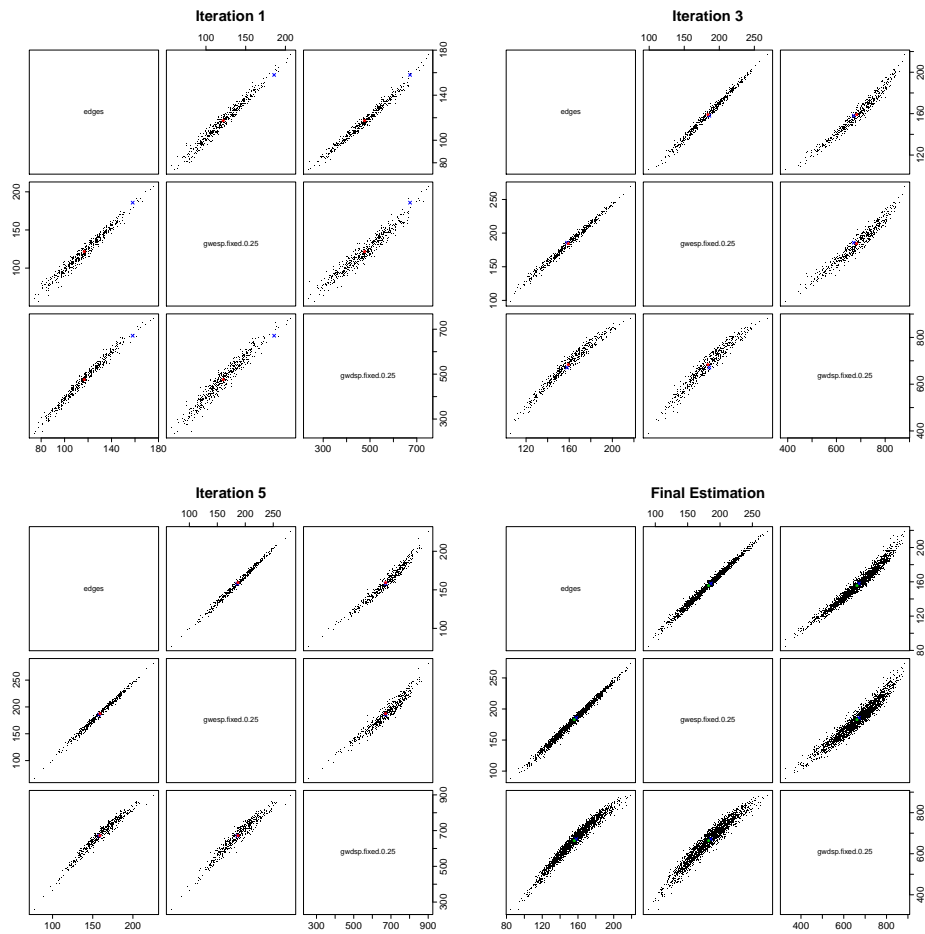 Iteration 1
100 150 200
edges
80 100 140 180
100 150 200
gwesp.fixed.0.25
gwdsp.fixed.0.25
300 500 700
80 100 140 180
300 500 700
Iteration 3
100 150 200 250
edges
120 160 200
100 150 200 250
gwesp.fixed.0.25
gwdsp.fixed.0.25
400 600 800
120 160 200
400 600 800
Iteration 5
100 150 200 250
edges
100 150 200
100 150 200 250
gwesp.fixed.0.25
gwdsp.fixed.0.25
300 500 700 900
100 150 200
300 500 700 900
Final Estimation
100 150 200 250
edges
80 120 160 200
100 150 200 250
gwesp.fixed.0.25
gwdsp.fixed.0.25
400 600 800
80 120 160 200
400 600 800